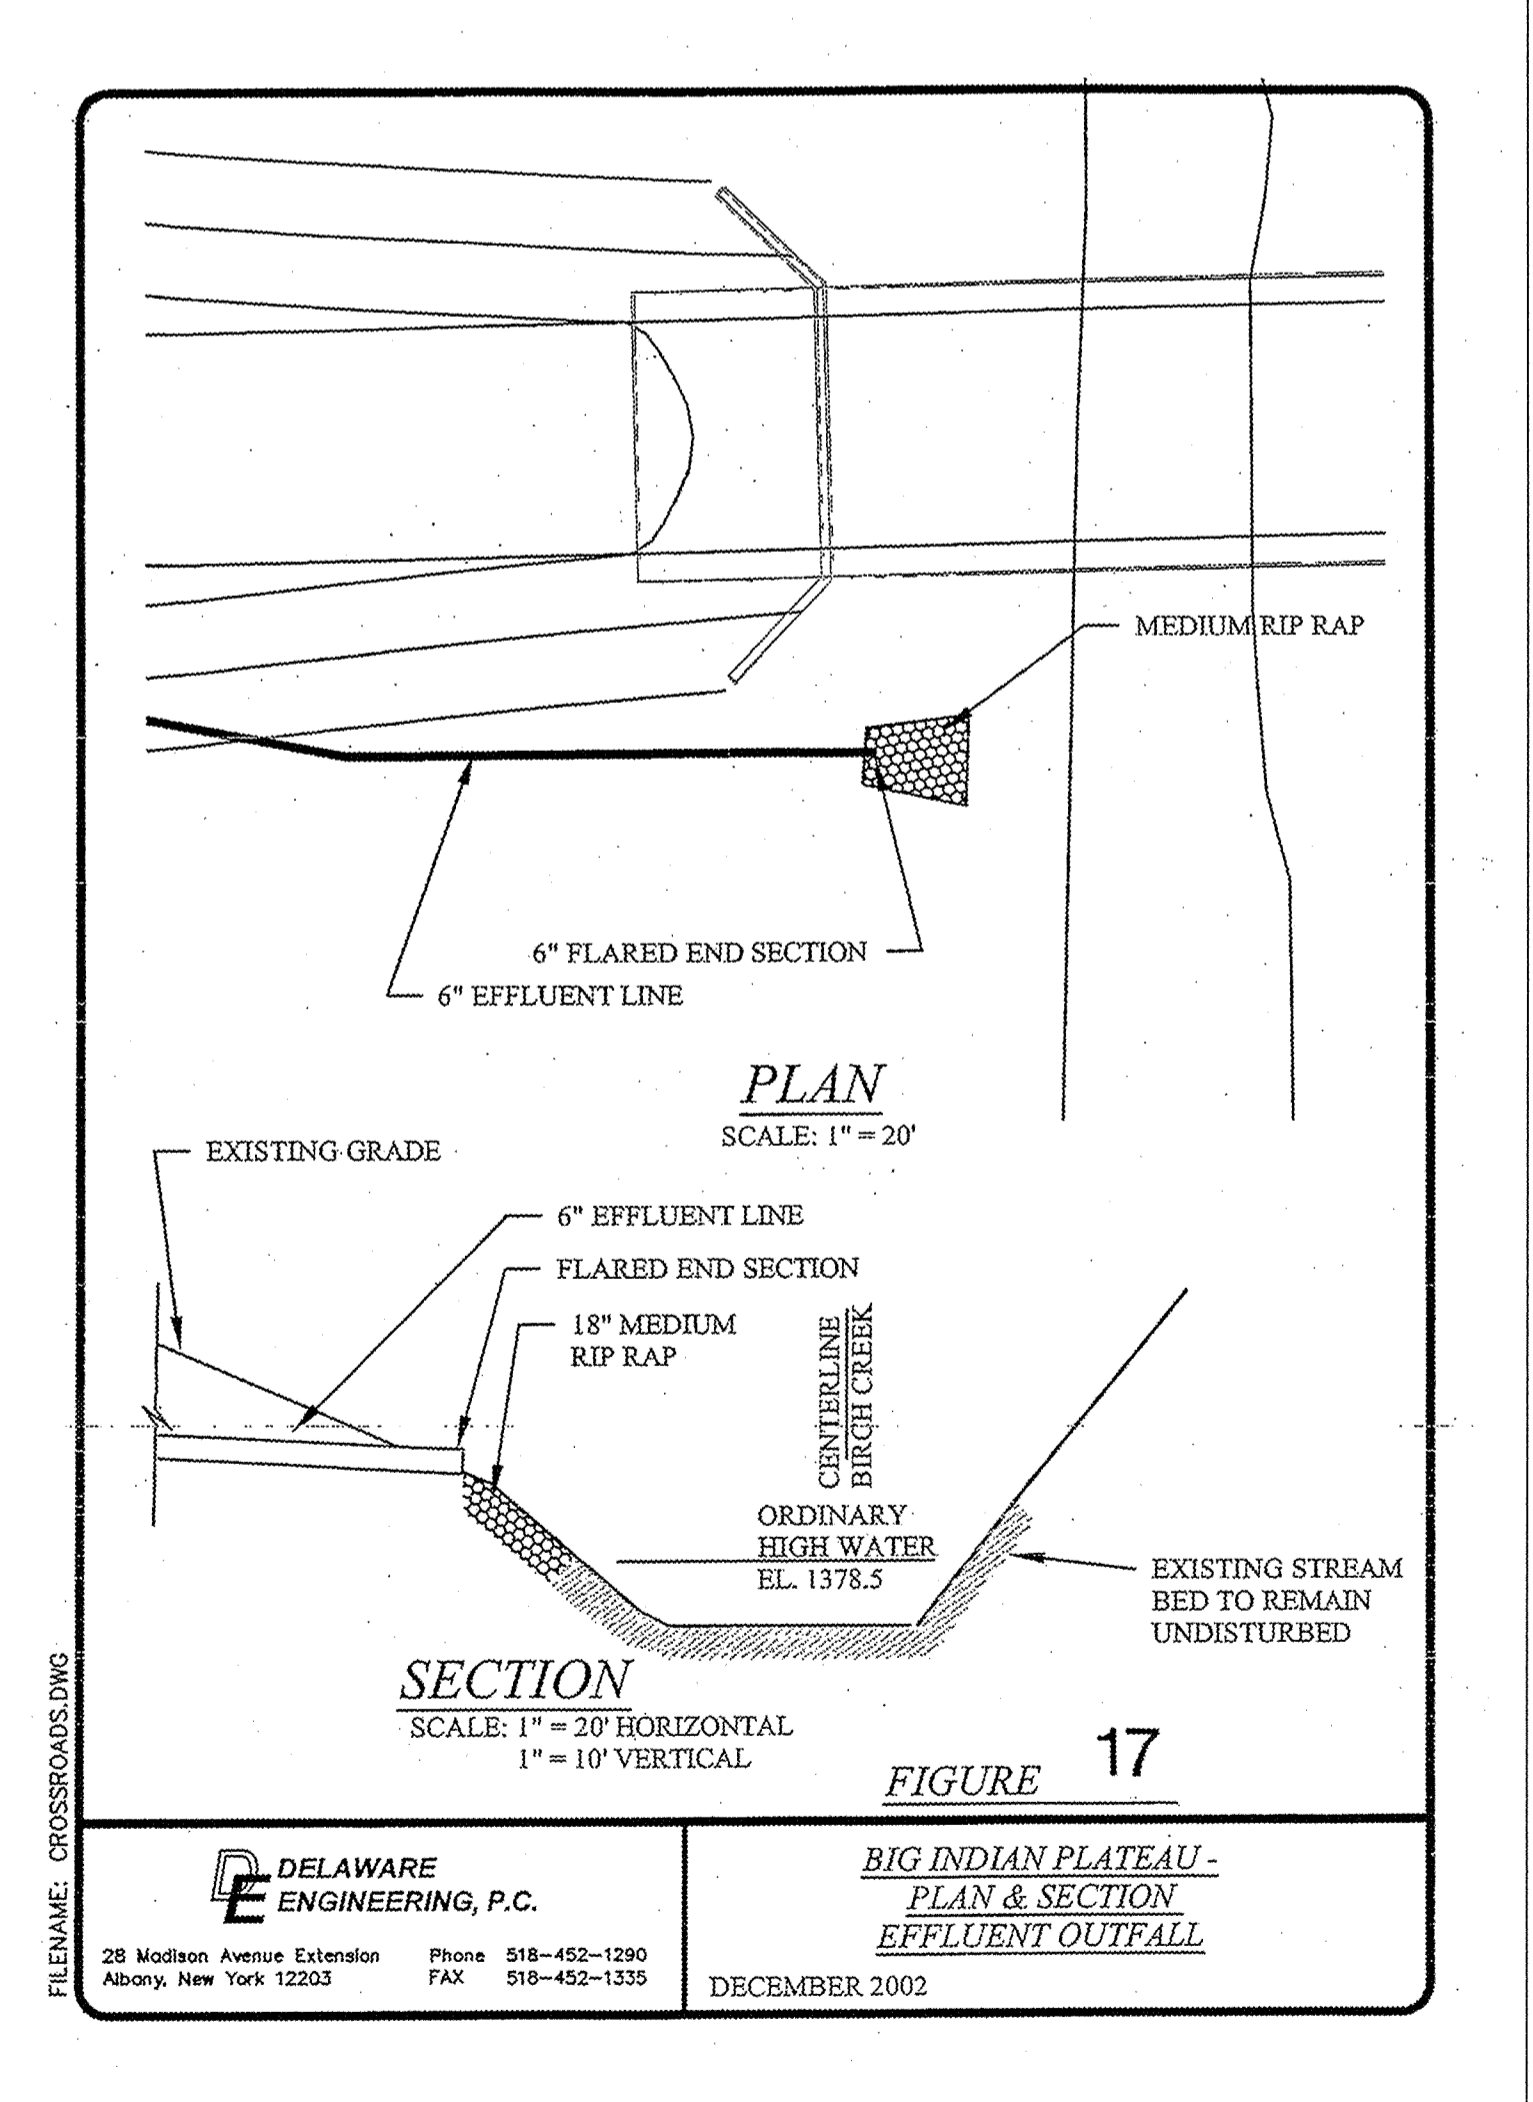 MEDIUM RIP RAP
6" FLARED END SECTION
6" EFFLUENT LINE
PLAN
SCALE: 1" = 20'
EXISTING GRADE
6" EFFLUENT LINE
FLARED END SECTION
18" MEDIUM
RIP RAP
CENTERLINE
BIRCH CREEK
ORDINARY
HIGH WATER
EL. 1378.5
EXISTING STREAM
BED TO REMAIN
UNDISTURBED
SECTION
SCALE: 1" = 20' HORIZONTAL
1" = 10' VERTICAL
FIGURE 17
FILENAME: CROSSROADS.DWG
DE DELAWARE
ENGINEERING, P.C.
28 Madison Avenue Extension Phone 518-452-1290
Albany, New York 12203 FAX 518-452-1335
BIG INDIAN PLATEAU -
PLAN & SECTION
EFFLUENT OUTFALL
DECEMBER 2002